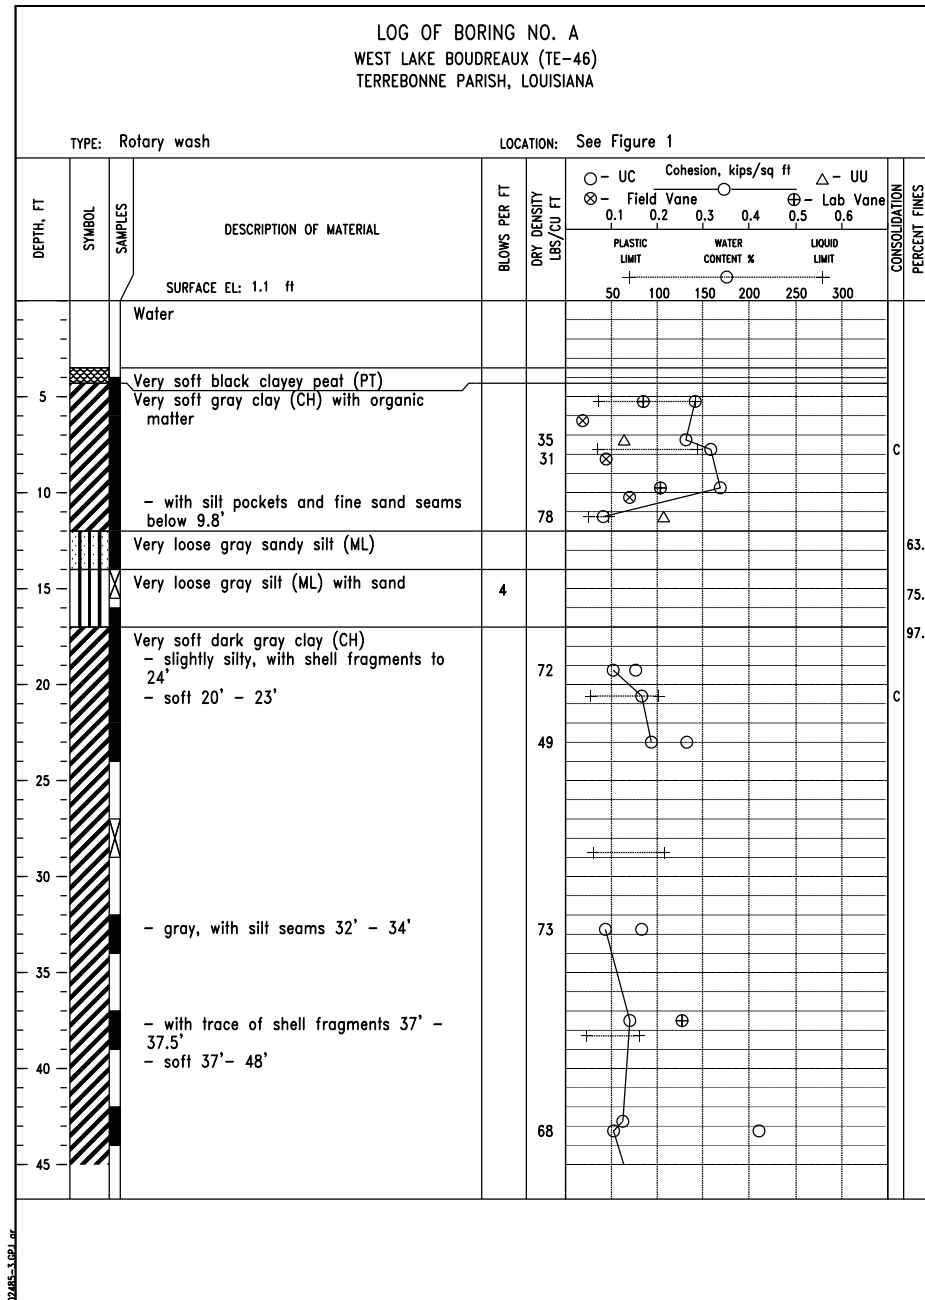 LOG OF BORING NO. A
WEST LAKE BOUDREAUX (TE-46)
TERREBONNE PARISH, LOUISIANA
TYPE: Rotary wash
LOCATION: See Figure 1
DEPTH, FT
SYMBOL
SAMPLES
DESCRIPTION OF MATERIAL
SURFACE EL: 1.1 ft
BLOWS PER FT
DRY DENSITY
LBS/CU FT
- UC
Cohesion, kips/sq ft
- UU
- Field Vane
- Lab Vane
0.1 0.2 0.3 0.4 0.5 0.6
PLASTIC LIMIT
WATER CONTENT %
LIQUID LIMIT
50 100 150 200 250 300
CONSOLIDATION
PERCENT FINES
Water
Very soft black clayey peat (PT)
5
Very soft gray clay (CH) with organic
matter
35
C
31
10
- with silt pockets and fine sand seams
below 9.8'
78
Very loose gray sandy silt (ML)
63.
Very loose gray silt (ML) with sand
15
4
75.
97.
Very soft dark gray clay (CH)
- slightly silty, with shell fragments to
24'
72
20
- soft 20' - 23'
C
49
25
30
- gray, with silt seams 32' - 34'
73
35
- with trace of shell fragments 37' -
37.5'
40
- soft 37'- 48'
68
45
02485-3.GPJ